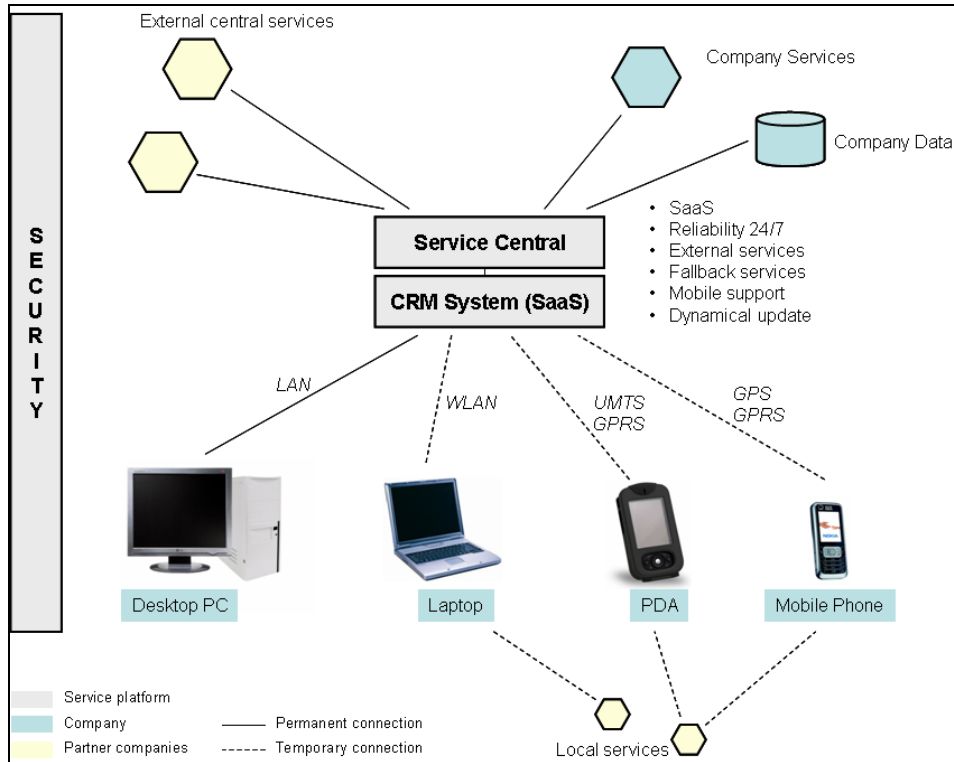 External central services
Company Services
Company Data
SECURITY
Service Central
CRM System (SaaS)
• SaaS
• Reliability 24/7
• External services
• Fallback services
• Mobile support
• Dynamical update
LAN
WLAN
UMTS
GPRS
GPS
GPRS
NOKIA
Desktop PC
Laptop
PDA
Mobile Phone
Local services
Service platform
Company
Partner companies
Permanent connection
Temporary connection